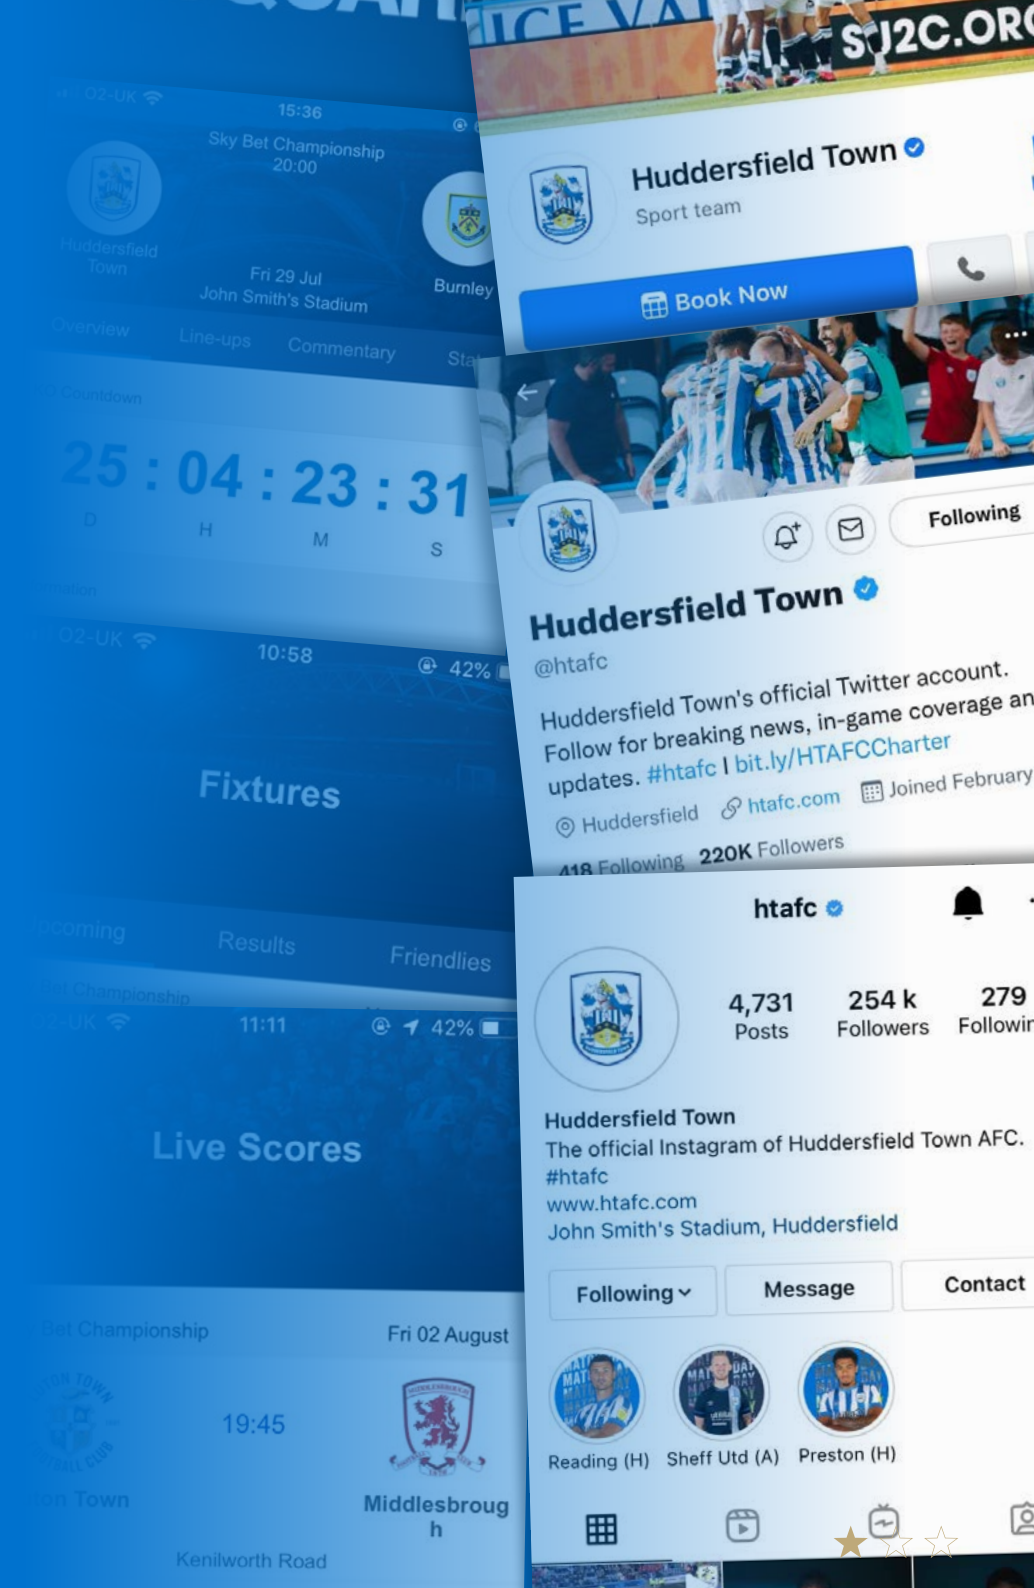 O2-UK
15:36
Sky Bet Championship
20:00
Huddersfield
Town
Burnley
Fri 29 Jul
John Smith's Stadium
Overview
Line-ups
Commentary
Countdown
25 : 04 : 23 : 31
D
H
M
S
O2-UK
10:58
42%
Fixtures
Results
Friendlies
Bet Championship
-UK
11:11
42%
Live Scores
Bet Championship
Fri 02 August
19:45
Middlesbroug
h
Kenilworth Road
SU2C.ORG
Huddersfield Town
Sport team
Book Now
Following
Huddersfield Town
@htafc
Huddersfield Town's official Twitter account.
Follow for breaking news, in-game coverage an
updates. #htafc | bit.ly/HTAFCCharter
Huddersfield htafc.com Joined February
418 Following 220K Followers
htafc
4,731
254 k
279
Posts
Followers
Followin
Huddersfield Town
The official Instagram of Huddersfield Town AFC.
#htafc
www.htafc.com
John Smith's Stadium, Huddersfield
Following
Message
Contact
Reading (H)
Sheff Utd (A)
Preston (H)